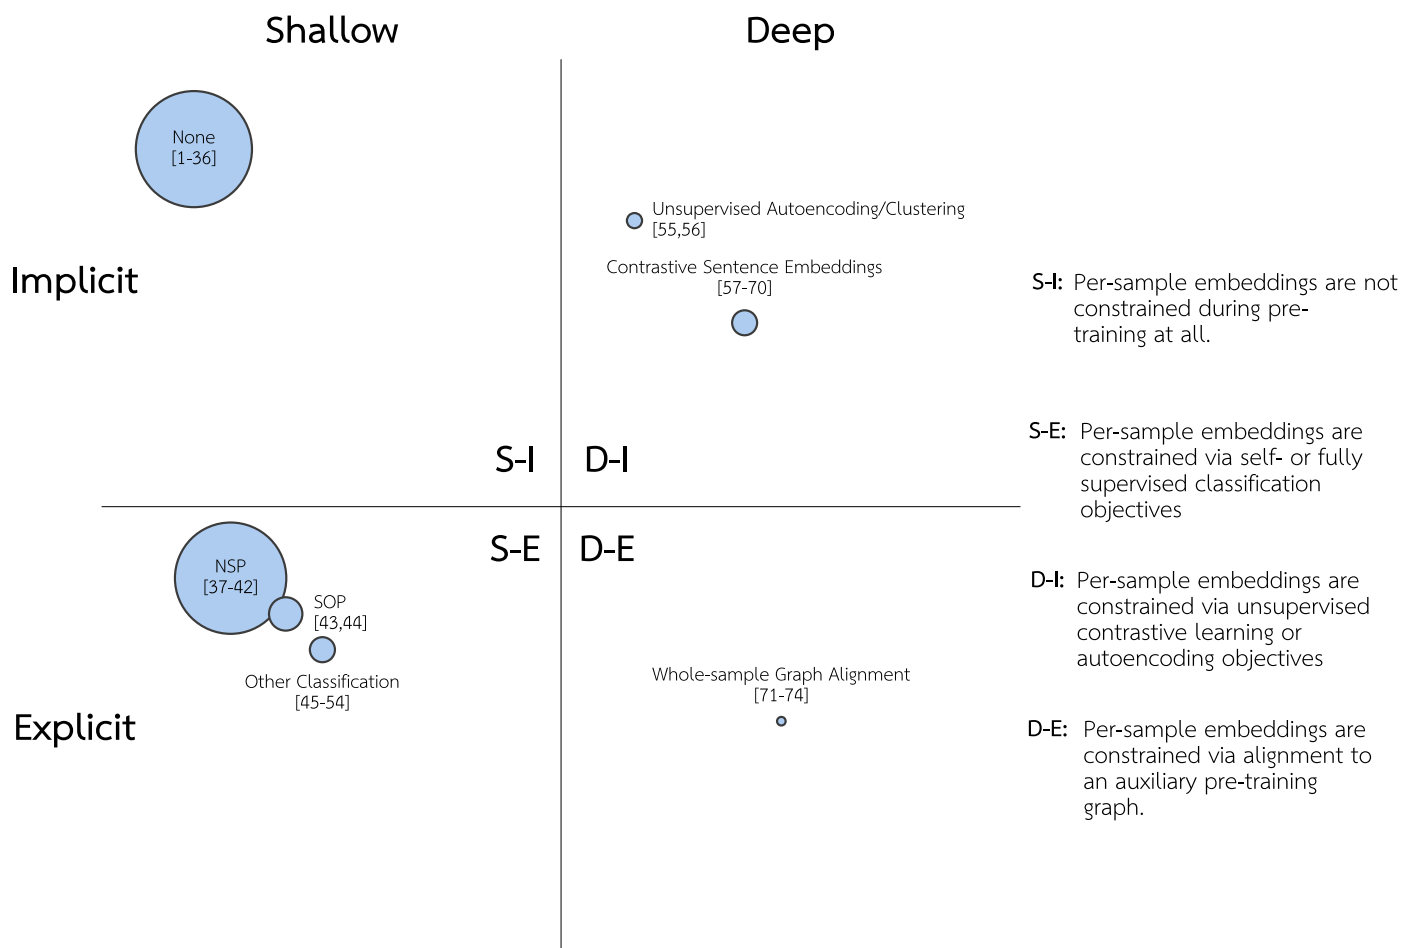 Shallow
Deep
None
[1-36]
Unsupervised Autoencoding/Clustering
[55,56]
Contrastive Sentence Embeddings
[57-70]
Implicit
S-I
D-I
S-E
D-E
NSP
[37-42]
SOP
[43,44]
Other Classification
[45-54]
Whole-sample Graph Alignment
[71-74]
Explicit
S-I: Per-sample embeddings are not
constrained during pre-
training at all.
S-E: Per-sample embeddings are
constrained via self- or fully
supervised classification
objectives
D-I: Per-sample embeddings are
constrained via unsupervised
contrastive learning or
autoencoding objectives
D-E: Per-sample embeddings are
constrained via alignment to
an auxiliary pre-training
graph.